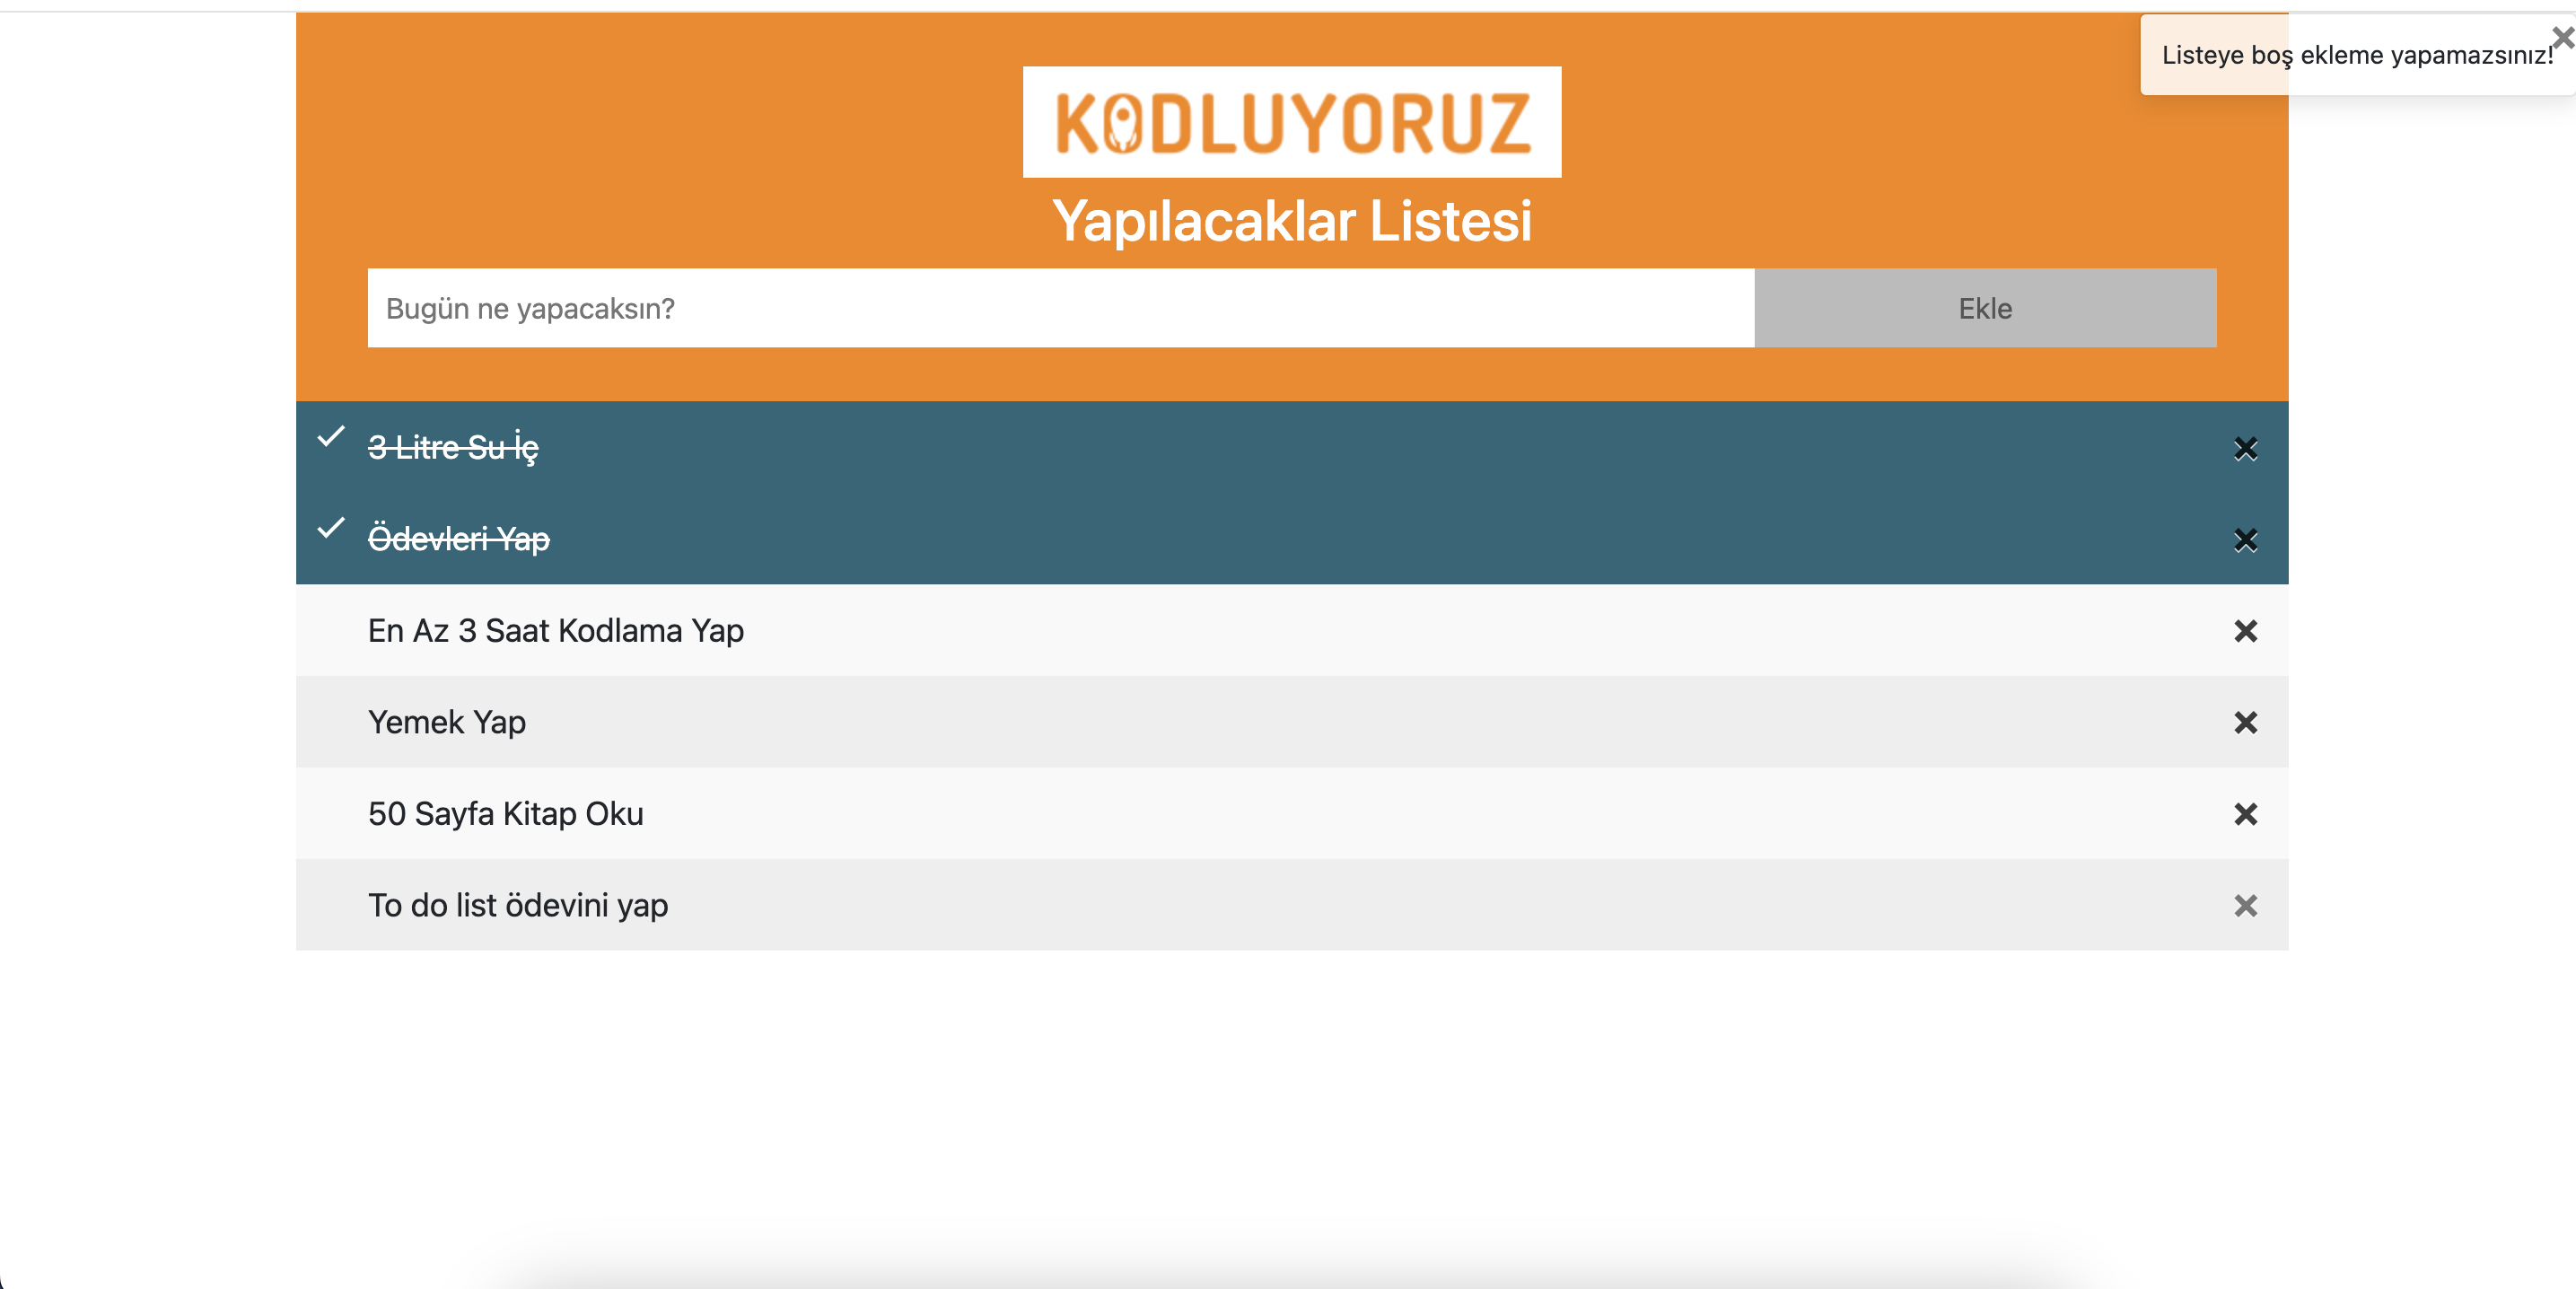 Listeye boş ekleme yapamazsınız!
KODLUYORUZ
Yapılacaklar Listesi
Bugün ne yapacaksın?
Ekle
3 Litre Su İç
Ödevleri Yap
En Az 3 Saat Kodlama Yap
Yemek Yap
50 Sayfa Kitap Oku
To do list ödevini yap